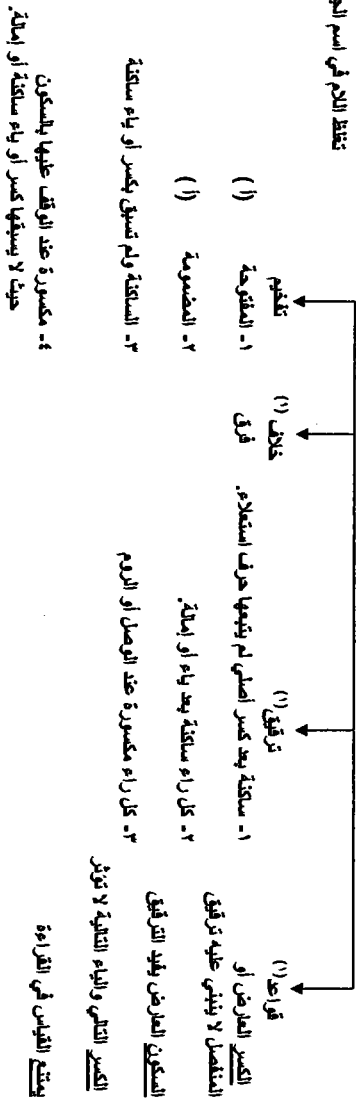 تغلظ اللام في اسم
قواعد (١)
الكسر العارض أو
المنفصل لا ينبني عليه ترقيق
السكون العارض يفيد الترقيق
الكسر التالي والياء التالية لا تؤثر
يمتنع القياس في القراءة
ترقيق (١)
١- ساكنة بعد كسر أصلي لم يتبعها حرف استعلاء.
٢- كل راء ساكنة بعد ياء أو إمالة.
٣- كل راء مكسورة عند الوصل أو الروم
خلاف (١)
فرق
تفخيم
١- المفتوحة (أ)
٢- المضمومة (أ)
٣- الساكنة ولم تسبق بكسر أو ياء ساكنة
٤- مكسورة عند الوقف عليها بالسكون
حيث لا يسبقها كسر أو ياء ساكنة أو إمالة.